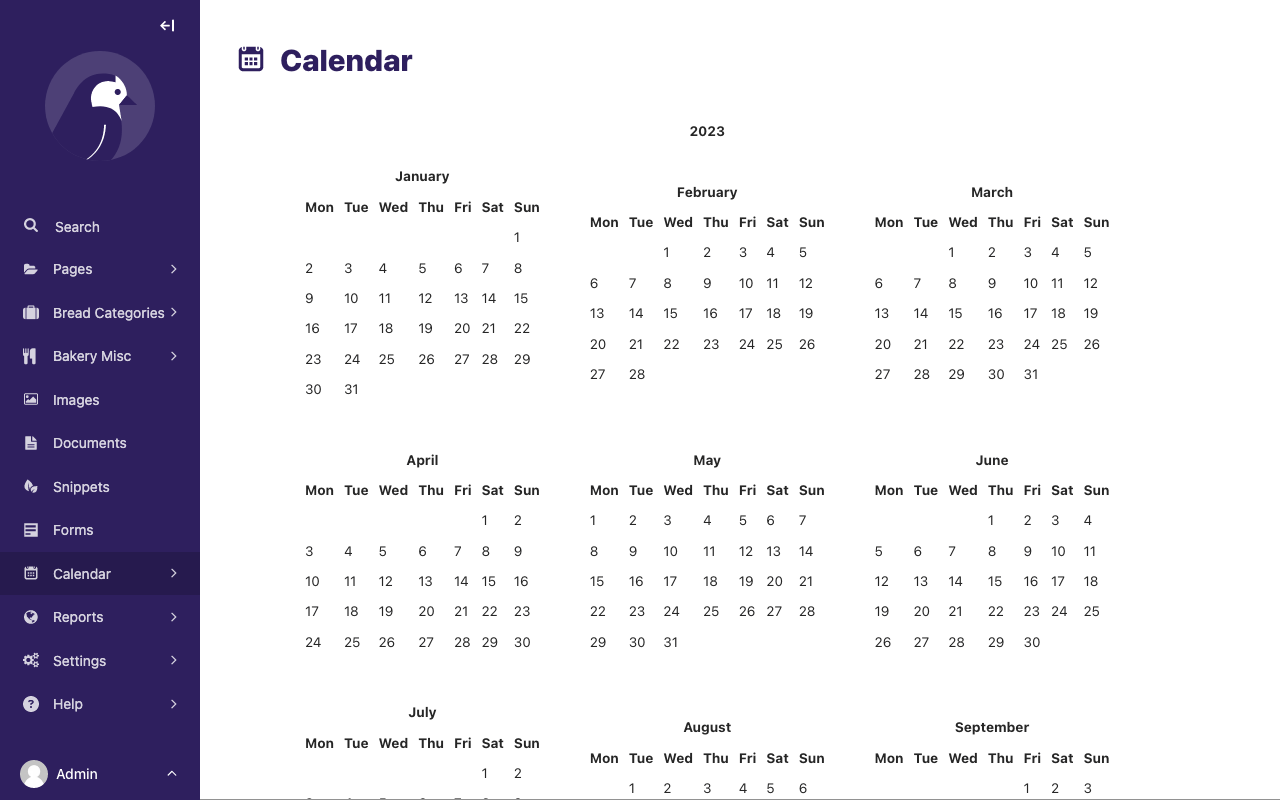 Search
Pages
Bread Categories
Bakery Misc
Images
Documents
Snippets
Forms
Calendar
Reports
Settings
Help
Admin
Calendar
2023
January
Mon Tue Wed Thu Fri Sat Sun
1
2 3 4 5 6 7 8
9 10 11 12 13 14 15
16 17 18 19 20 21 22
23 24 25 26 27 28 29
30 31
February
Mon Tue Wed Thu Fri Sat Sun
1 2 3 4 5
6 7 8 9 10 11 12
13 14 15 16 17 18 19
20 21 22 23 24 25 26
27 28
March
Mon Tue Wed Thu Fri Sat Sun
1 2 3 4 5
6 7 8 9 10 11 12
13 14 15 16 17 18 19
20 21 22 23 24 25 26
27 28 29 30 31
April
Mon Tue Wed Thu Fri Sat Sun
1 2
3 4 5 6 7 8 9
10 11 12 13 14 15 16
17 18 19 20 21 22 23
24 25 26 27 28 29 30
May
Mon Tue Wed Thu Fri Sat Sun
1 2 3 4 5 6 7
8 9 10 11 12 13 14
15 16 17 18 19 20 21
22 23 24 25 26 27 28
29 30 31
June
Mon Tue Wed Thu Fri Sat Sun
1 2 3 4
5 6 7 8 9 10 11
12 13 14 15 16 17 18
19 20 21 22 23 24 25
26 27 28 29 30
July
Mon Tue Wed Thu Fri Sat Sun
1 2
August
Mon Tue Wed Thu Fri Sat Sun
1 2 3 4 5 6
September
Mon Tue Wed Thu Fri Sat Sun
1 2 3